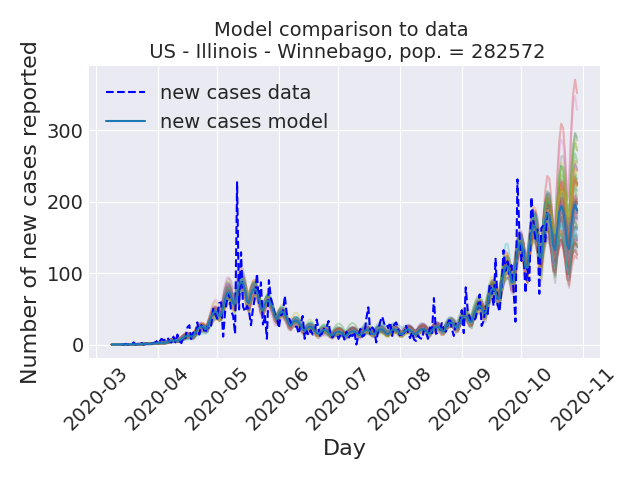 Model comparison to data
US - Illinois - Winnebago, pop. = 282572
Number of new cases reported
new cases data
new cases model
300
200
100
0
2020-03
2020-04
2020-05
2020-06
2020-07
2020-08
2020-09
2020-10
2020-11
Day